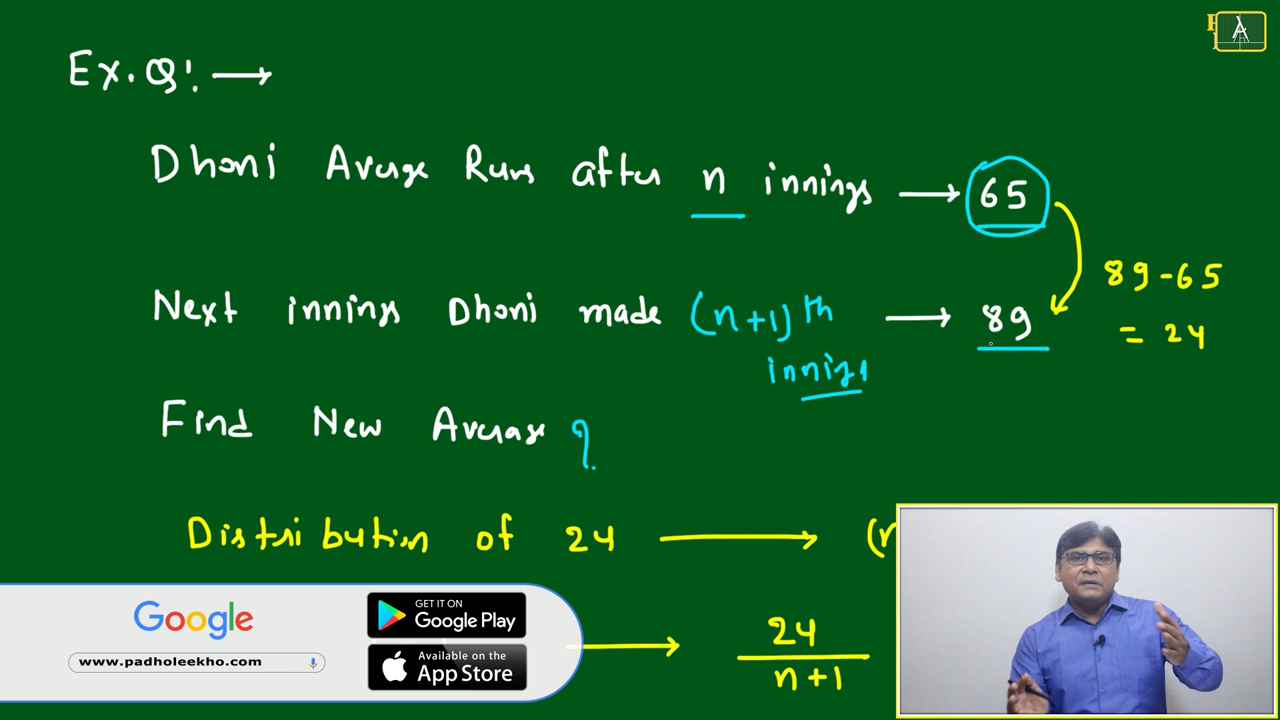 Ex. Q! →
Dhoni Average Runs after n innings → 65
89-65
= 24
Next innings Dhoni made (n+1)th innings → 89
Find New Average ?
Distribution of 24 → (n
24
n+1
Google
www.padholeekho.com
GET IT ON
Google Play
Available on the
App Store